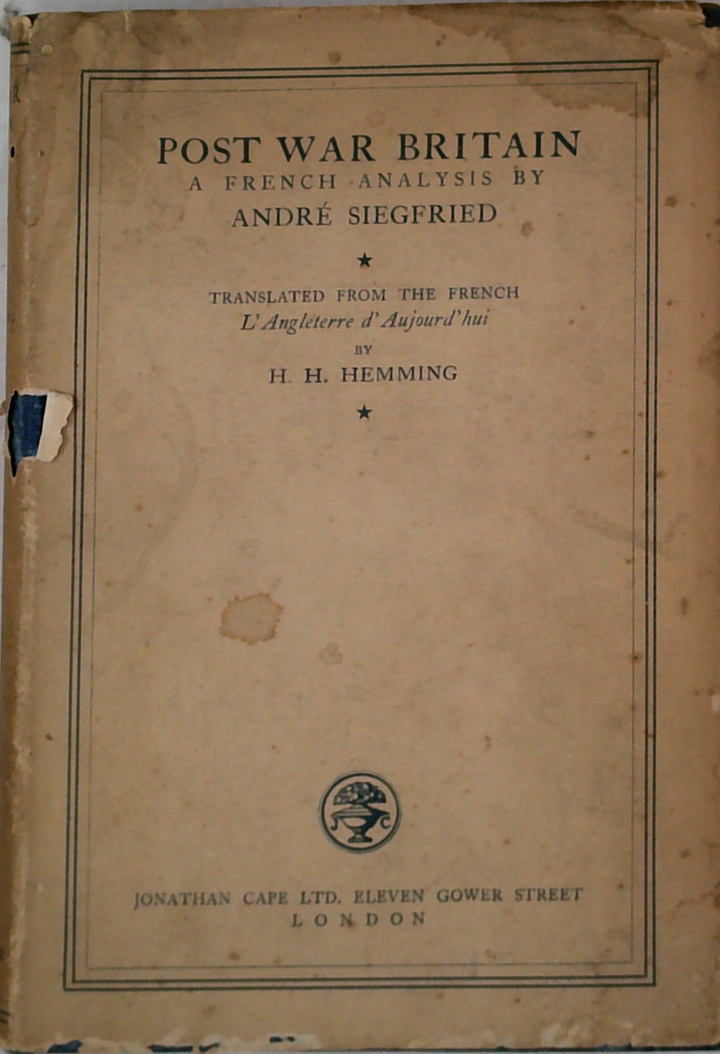 POST WAR BRITAIN
A FRENCH ANALYSIS BY
ANDRÉ SIEGFRIED
★
TRANSLATED FROM THE FRENCH
L'Angleterre d'Aujourd'hui
BY
H. H. HEMMING
★
J C
JONATHAN CAPE LTD. ELEVEN GOWER STREET
LONDON